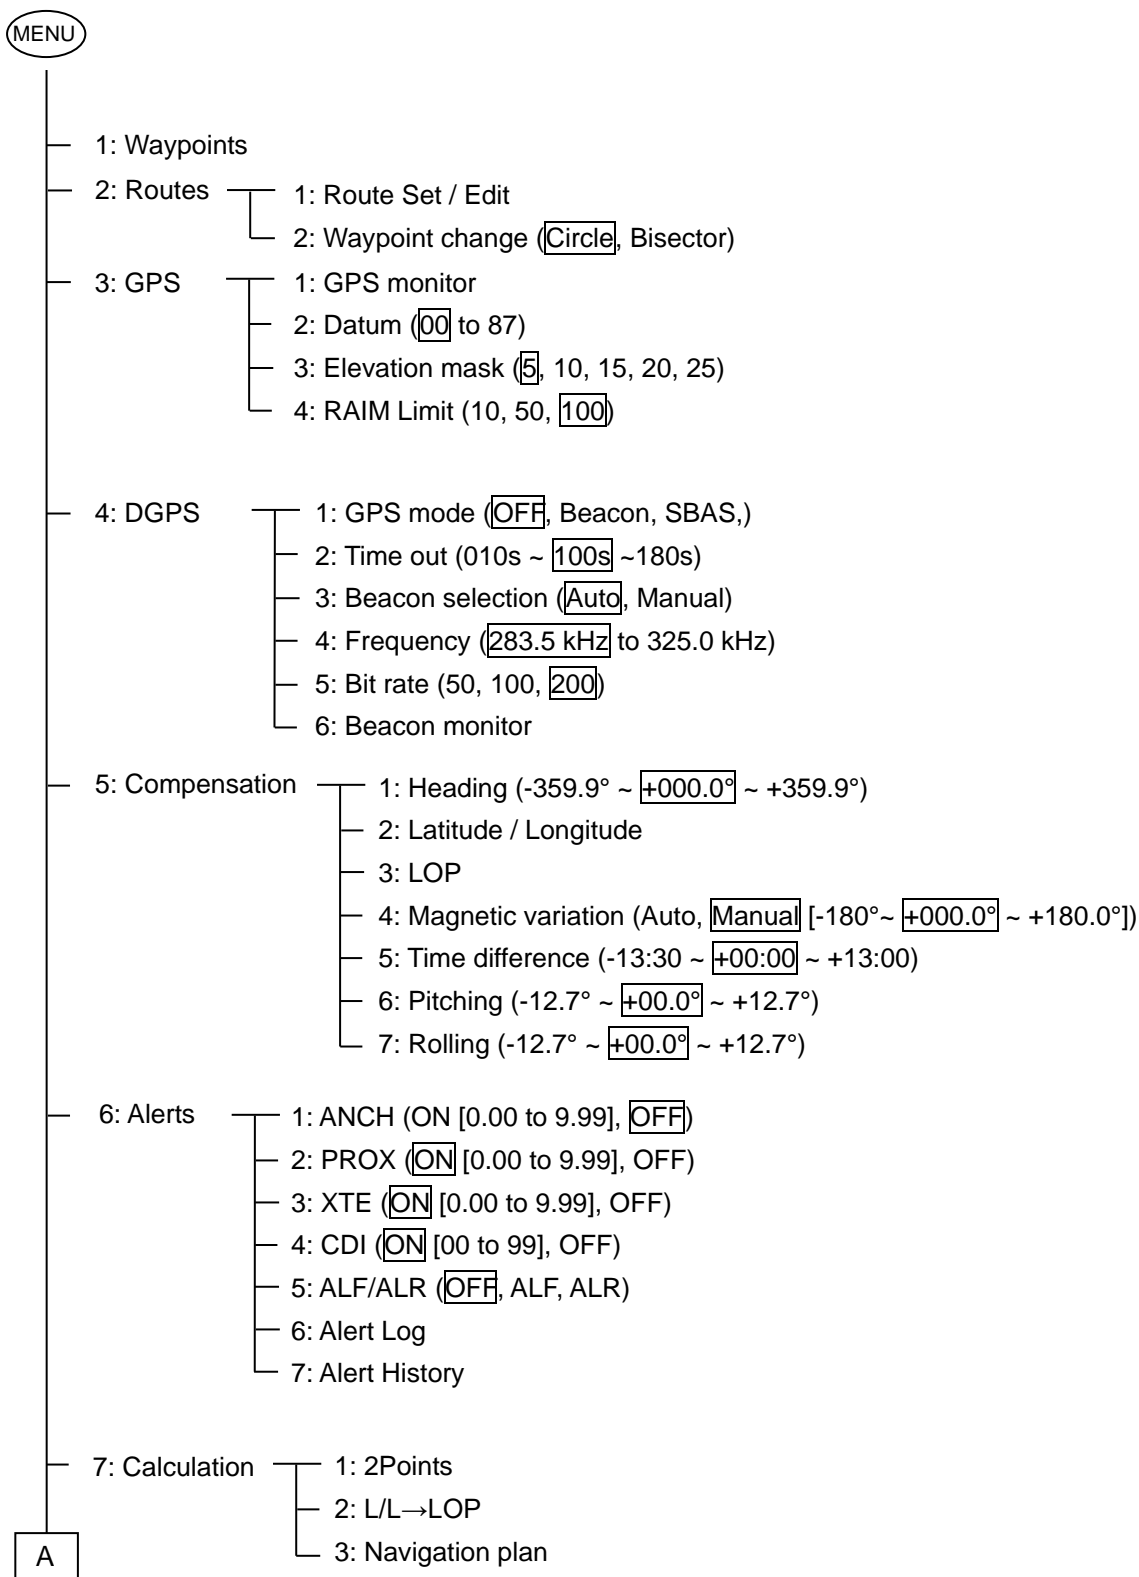 MENU
1: Waypoints
2: Routes
1: Route Set / Edit
2: Waypoint change (Circle, Bisector)
3: GPS
1: GPS monitor
2: Datum (00 to 87)
3: Elevation mask (5, 10, 15, 20, 25)
4: RAIM Limit (10, 50, 100)
4: DGPS
1: GPS mode (OFF, Beacon, SBAS,)
2: Time out (010s ~ 100s ~180s)
3: Beacon selection (Auto, Manual)
4: Frequency (283.5 kHz to 325.0 kHz)
5: Bit rate (50, 100, 200)
6: Beacon monitor
5: Compensation
1: Heading (-359.9° ~ +000.0° ~ +359.9°)
2: Latitude / Longitude
3: LOP
4: Magnetic variation (Auto, Manual [-180°~ +000.0° ~ +180.0°])
5: Time difference (-13:30 ~ +00:00 ~ +13:00)
6: Pitching (-12.7° ~ +00.0° ~ +12.7°)
7: Rolling (-12.7° ~ +00.0° ~ +12.7°)
6: Alerts
1: ANCH (ON [0.00 to 9.99], OFF)
2: PROX (ON [0.00 to 9.99], OFF)
3: XTE (ON [0.00 to 9.99], OFF)
4: CDI (ON [00 to 99], OFF)
5: ALF/ALR (OFF, ALF, ALR)
6: Alert Log
7: Alert History
7: Calculation
1: 2Points
2: L/L→LOP
3: Navigation plan
A